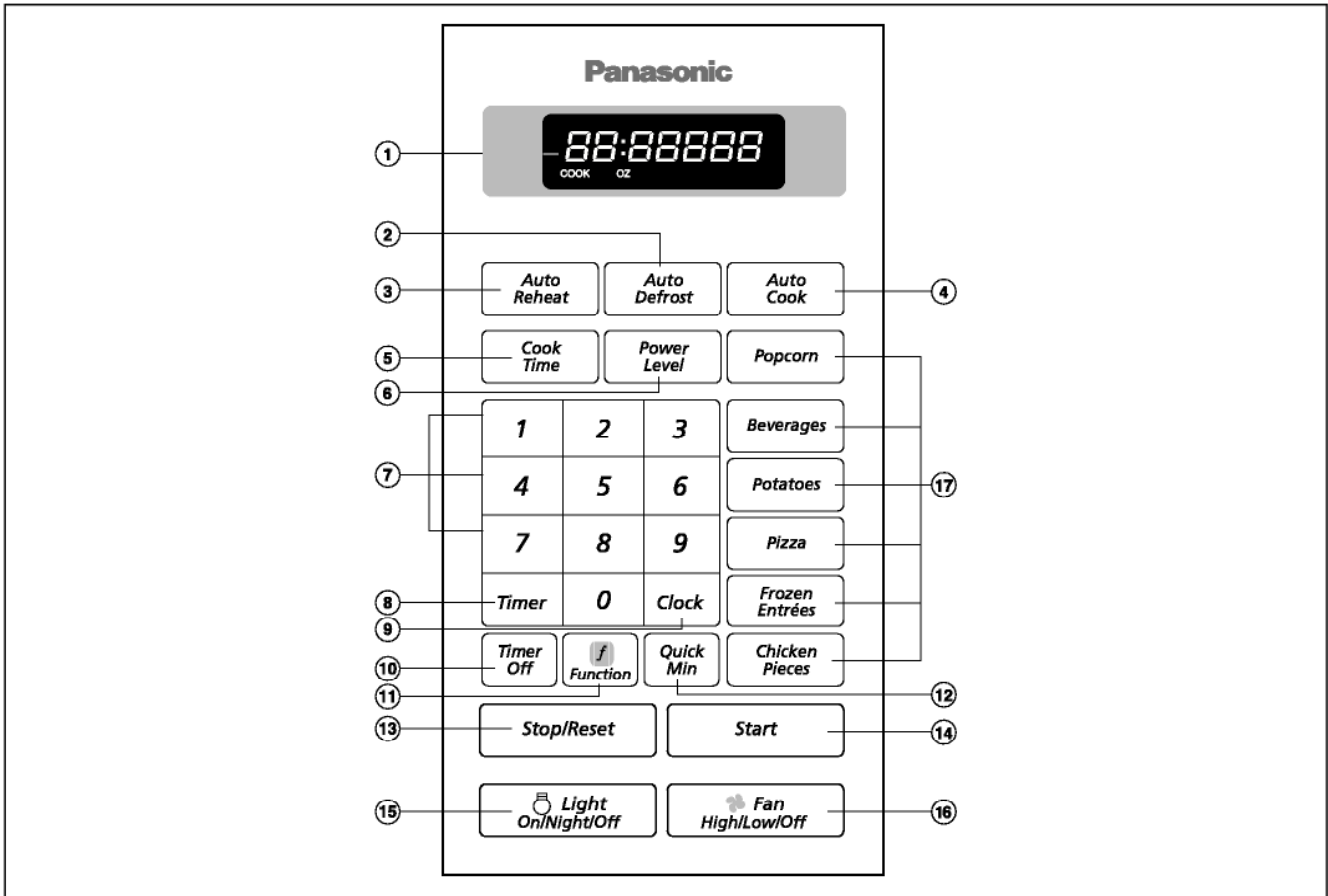 Panasonic
88:88888
COOK OZ
1
2
3
4
5
6
7
8
9
10
11
12
13
14
15
16
17
Auto
Reheat
Auto
Defrost
Auto
Cook
Cook
Time
Power
Level
Popcorn
1 2 3
Beverages
4 5 6
Potatoes
7 8 9
Pizza
Timer 0 Clock
Frozen
Entrées
Timer
Off
f
Function
Quick
Min
Chicken
Pieces
Stop/Reset
Start
Light
On/Night/Off
Fan
High/Low/Off